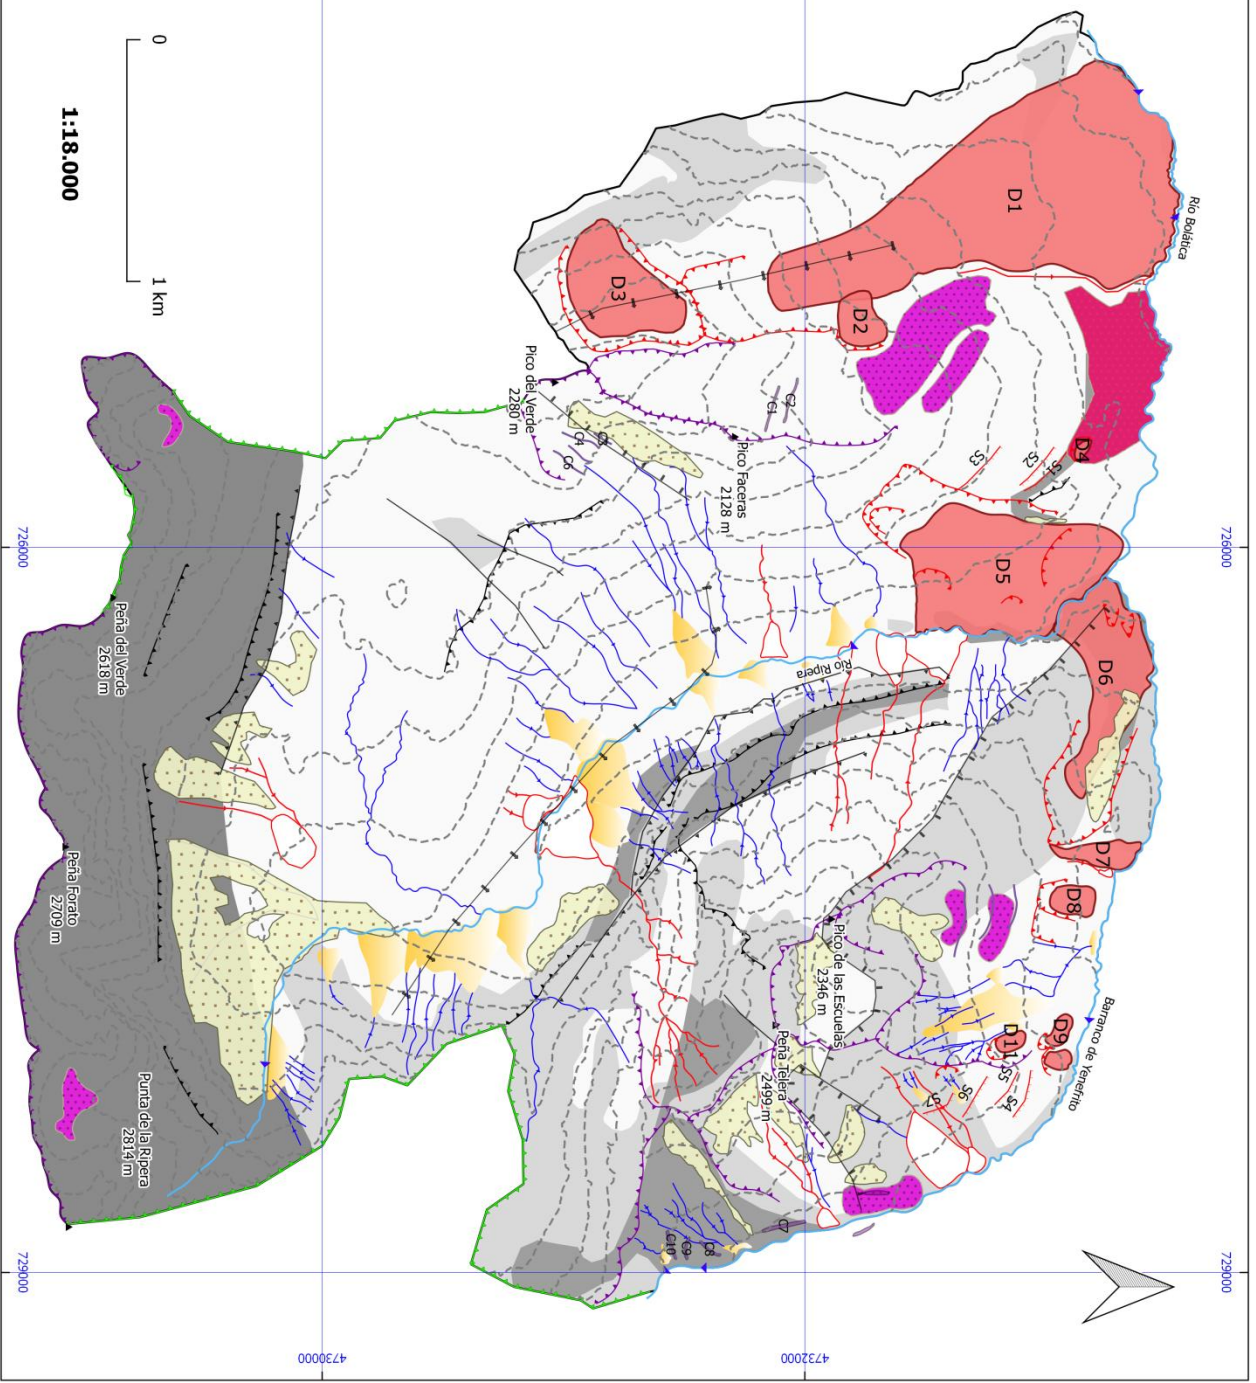 Río Bolática
D1
D2
D3
D4
D5
D6
D7
D8
D9
D11
S1
S2
S3
S4
S5
S6
S7
C1
C2
C4
C6
C7
C8
C9
C10
Pico del Verde
2280 m
Pico Faceras
2128 m
Río Ripera
Pico de las Escuelas
2346 m
Peña Telera
2499 m
Barranco de Yenefrito
Peña del Verde
2618 m
Peña Forato
2709 m
Punta de la Ripera
2814 m
726000
726000
729000
729000
4730000
4732000
0
1 km
1:18.000